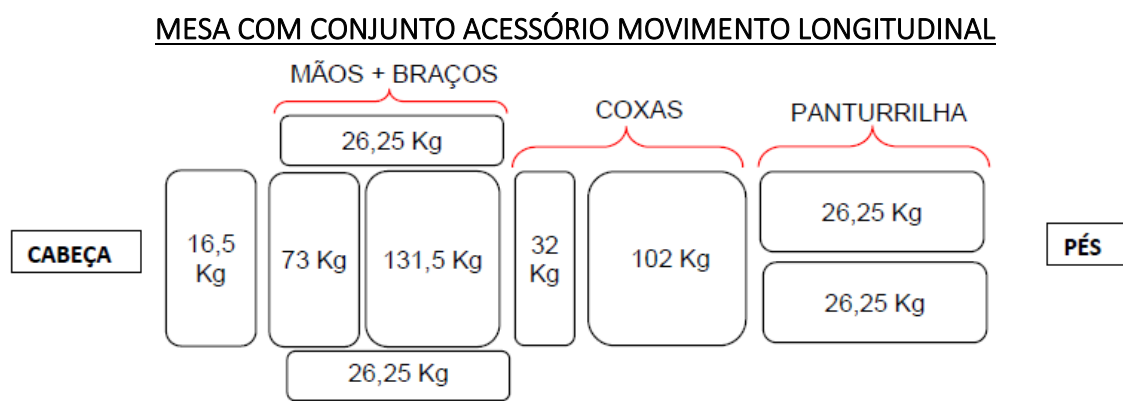 MESA COM CONJUNTO ACESSÓRIO MOVIMENTO LONGITUDINAL
MÃOS + BRAÇOS
COXAS
PANTURRILHA
26,25 Kg
CABEÇA
16,5
Kg
73 Kg
131,5 Kg
32
Kg
102 Kg
26,25 Kg
26,25 Kg
PÉS
26,25 Kg